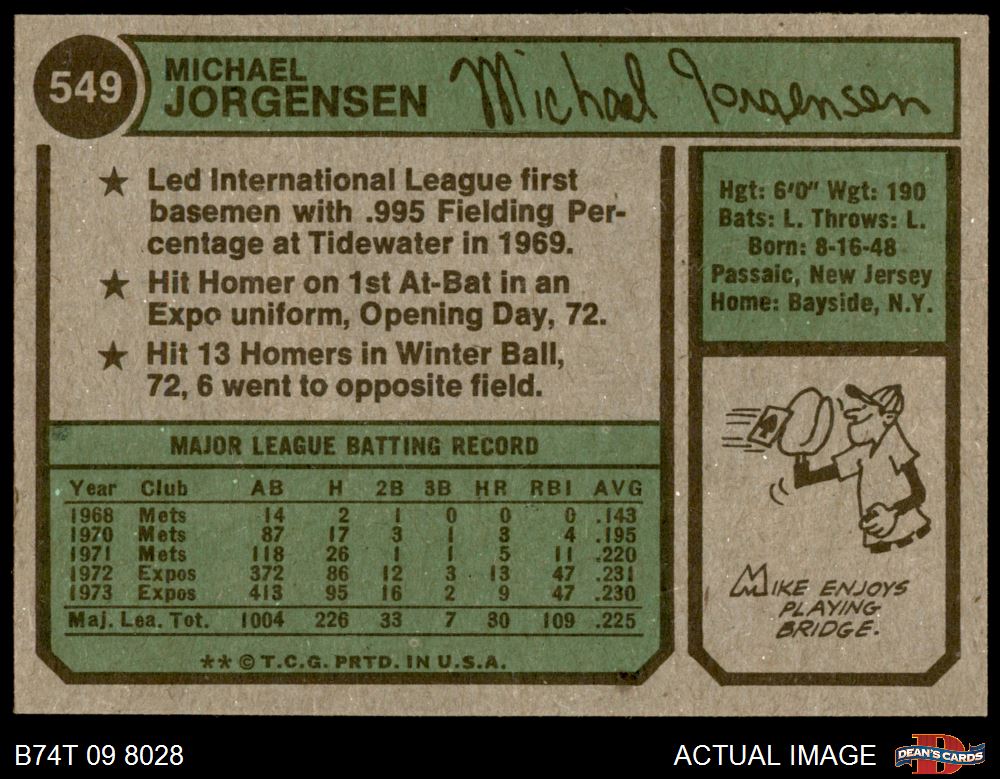 549
MICHAEL
JORGENSEN
Michael Jorgensen
★ Led International League first
basemen with .995 Fielding Per-
centage at Tidewater in 1969.
★ Hit Homer on 1st At-Bat in an
Expo uniform, Opening Day, 72.
★ Hit 13 Homers in Winter Ball,
72, 6 went to opposite field.
MAJOR LEAGUE BATTING RECORD
Year Club AB H 2B 3B HR RBI AVG
1968 Mets 14 2 1 0 0 0 .143
1970 Mets 87 17 3 1 3 4 .195
1971 Mets 118 26 1 1 5 11 .220
1972 Expos 372 86 12 3 13 47 .231
1973 Expos 413 95 16 2 9 47 .230
Maj. Lea. Tot. 1004 226 33 7 30 109 .225
** © T.C.G. PRTD. IN U.S.A.
Hgt: 6'0" Wgt: 190
Bats: L. Throws: L.
Born: 8-16-48
Passaic, New Jersey
Home: Bayside, N.Y.
MIKE ENJOYS
PLAYING
BRIDGE.
B74T 09 8028
ACTUAL IMAGE
DEAN'S CARDS